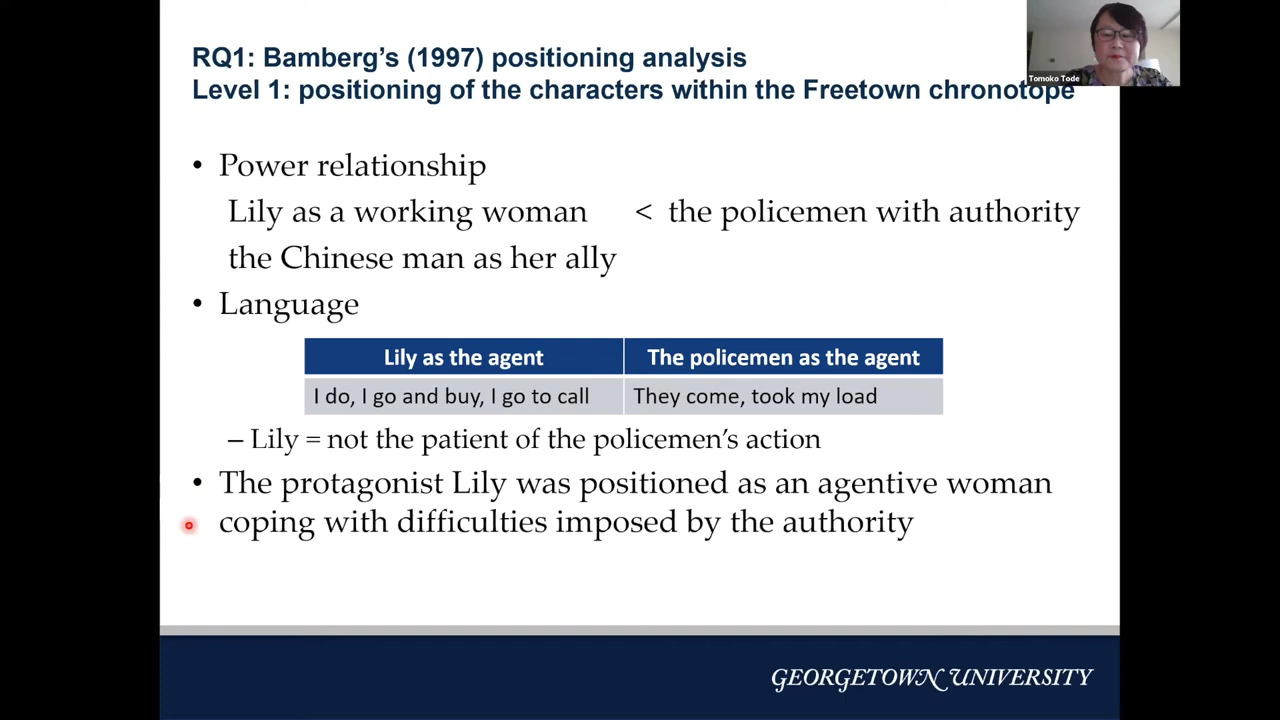 RQ1: Bamberg’s (1997) positioning analysis
Level 1: positioning of the characters within the Freetown chronotope
Tomoko Tode
• Power relationship
Lily as a working woman < the policemen with authority
the Chinese man as her ally
• Language
Lily as the agent The policemen as the agent
I do, I go and buy, I go to call They come, took my load
– Lily = not the patient of the policemen’s action
• The protagonist Lily was positioned as an agentive woman
coping with difficulties imposed by the authority
GEORGETOWN UNIVERSITY